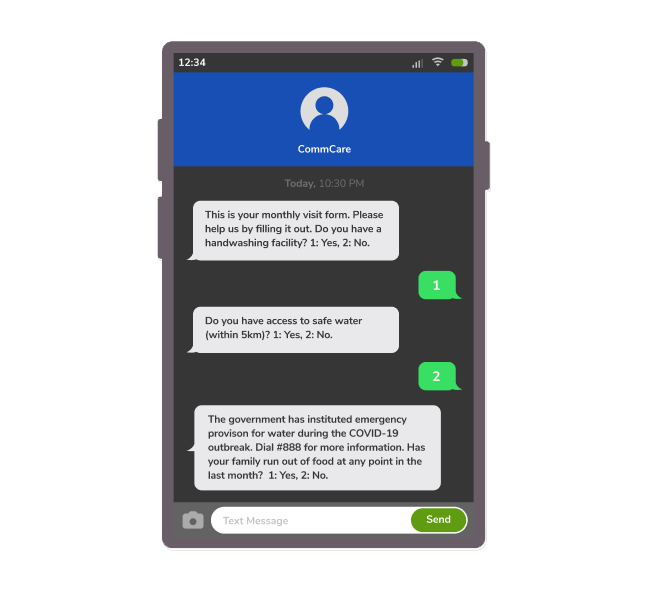 12:34
CommCare
Today, 10:30 PM
This is your monthly visit form. Please
help us by filling it out. Do you have a
handwashing facility? 1: Yes, 2: No.
1
Do you have access to safe water
(within 5km)? 1: Yes, 2: No.
2
The government has instituted emergency
provison for water during the COVID-19
outbreak. Dial #888 for more information. Has
your family run out of food at any point in the
last month?  1: Yes, 2: No.
Text Message
Send